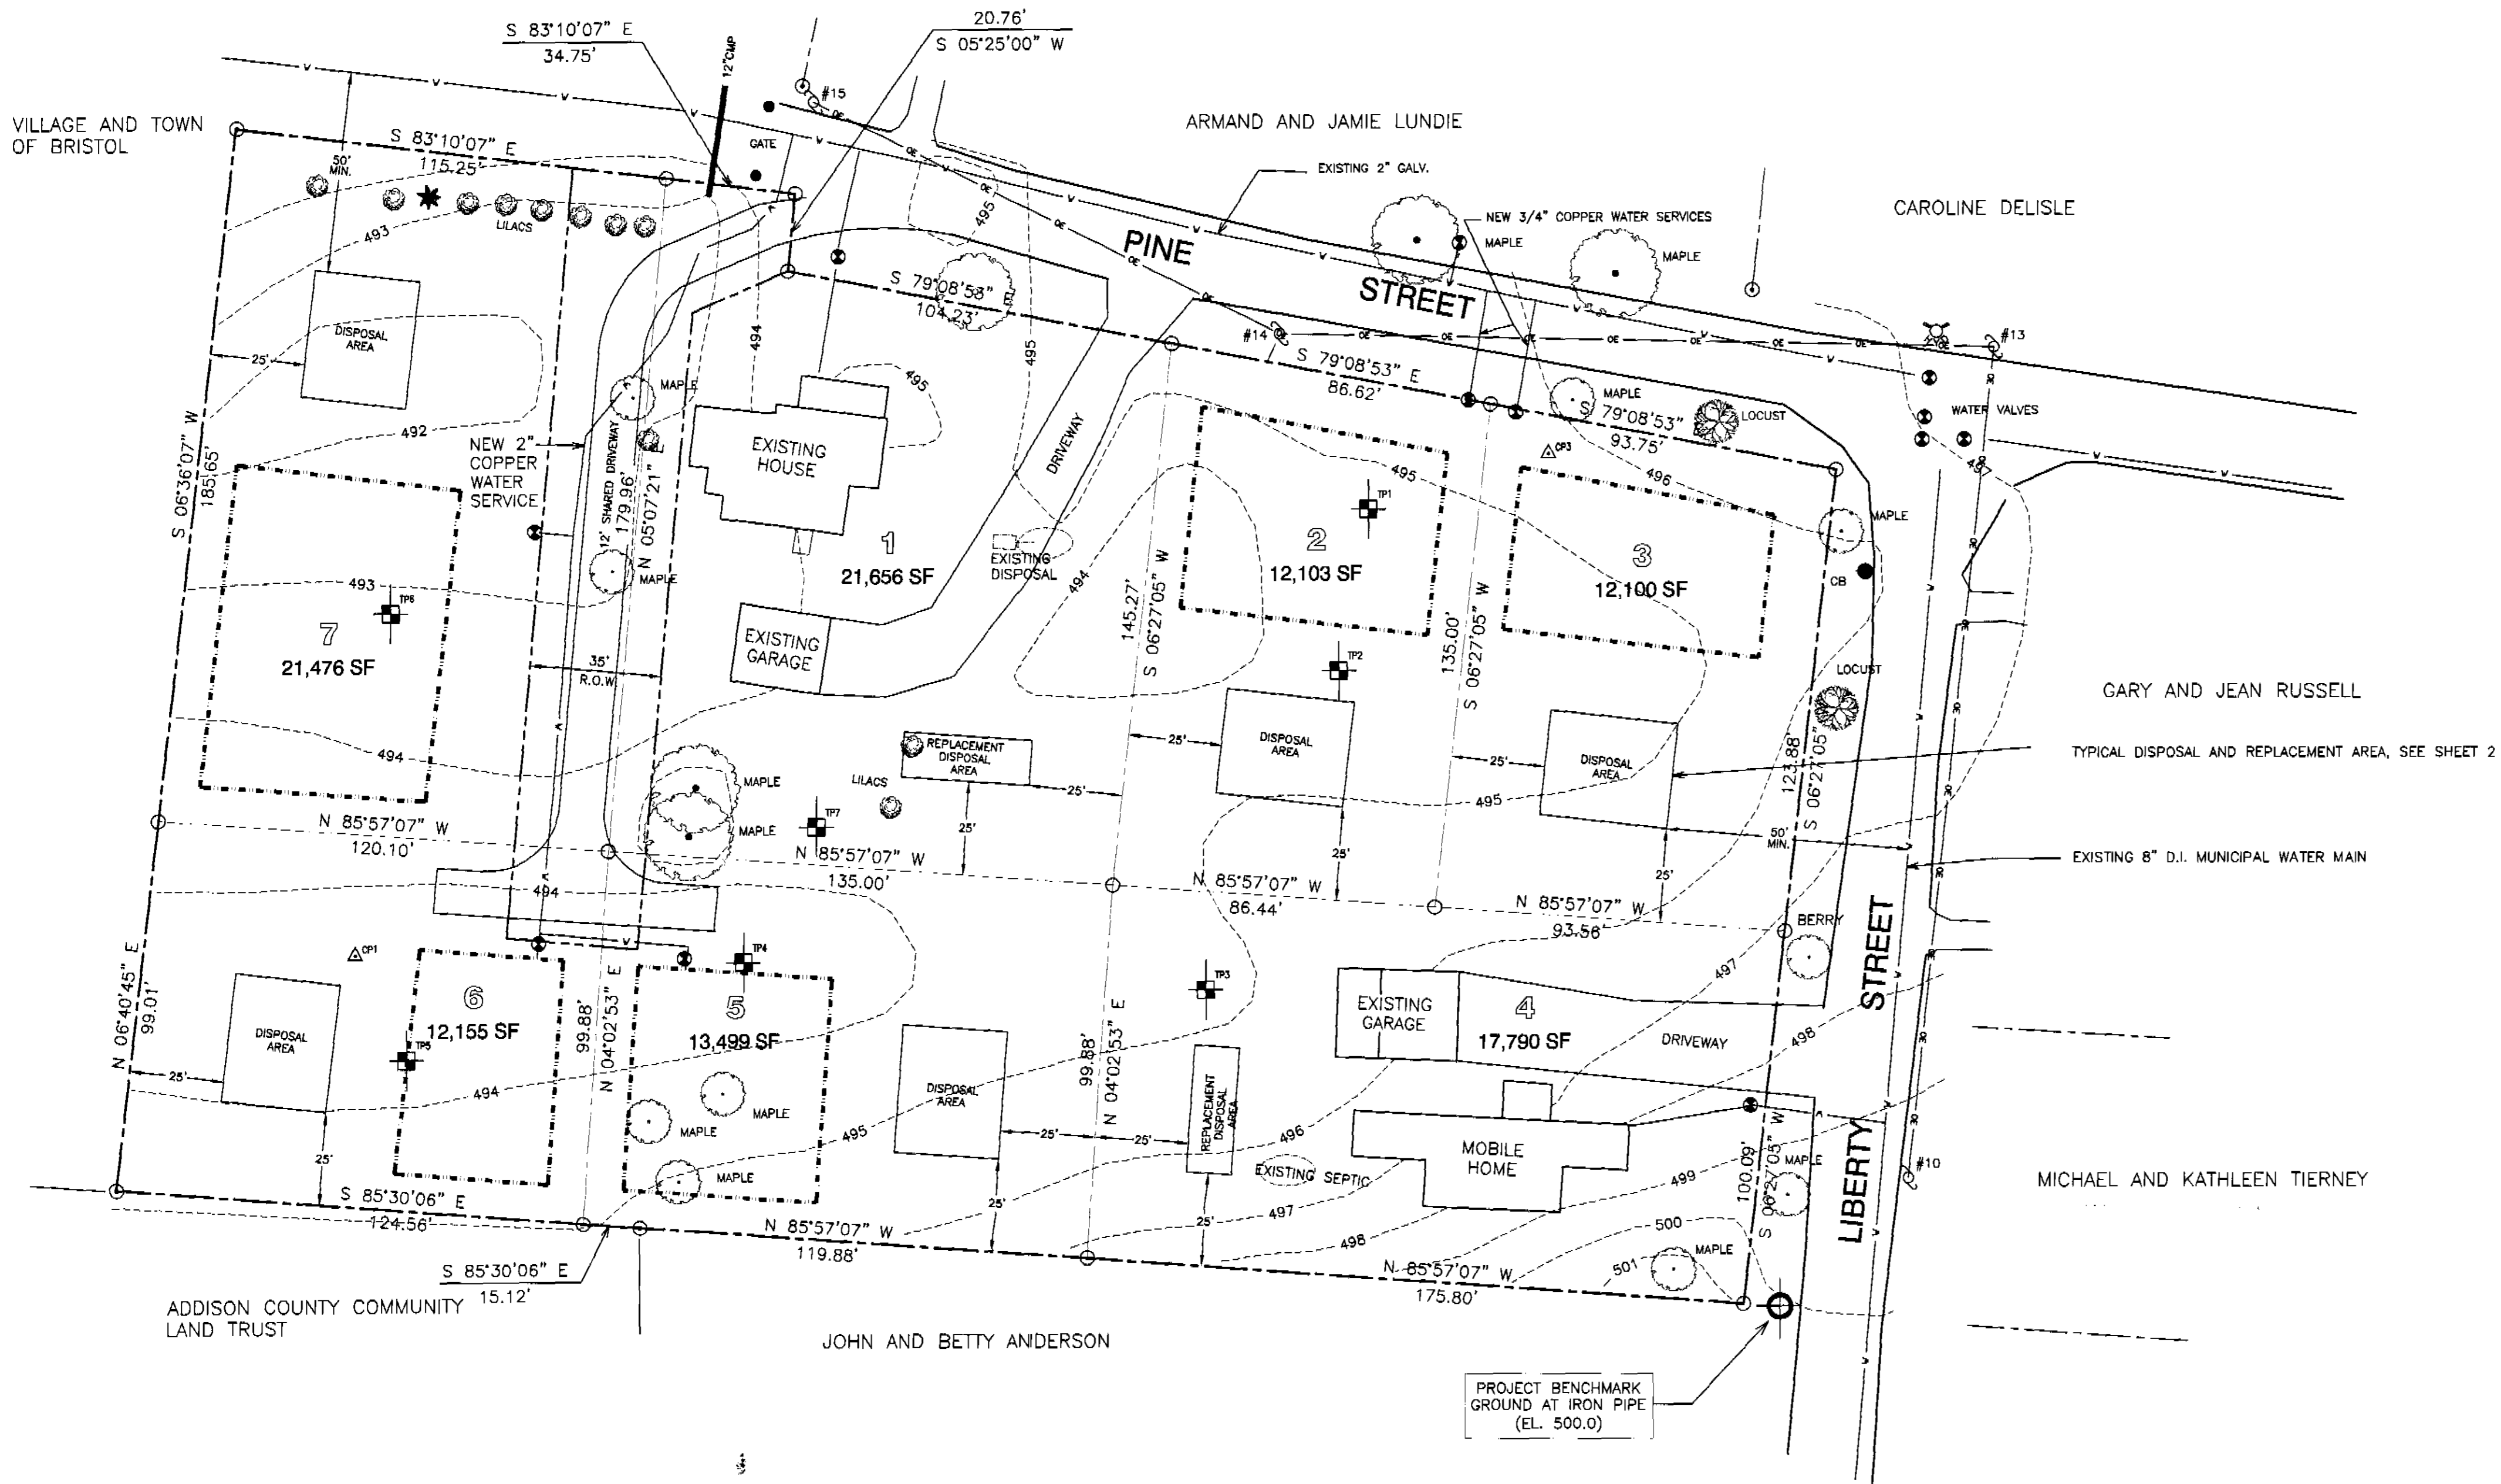 S 83°10'07" E
34.75'
20.76'
S 05°25'00" W
12"CMP
#15
VILLAGE AND TOWN
OF BRISTOL
S 83°10'07" E
115.25'
50'
MIN.
GATE
LILACS
493
ARMAND AND JAMIE LUNDIE
EXISTING 2" GALV.
NEW 3/4" COPPER WATER SERVICES
MAPLE
MAPLE
CAROLINE DELISLE
PINE
STREET
495
S 79°08'53" E
104.23'
494
495
495
#14
#13
S 79°08'53" E
86.62'
MAPLE
S 79°08'53" E
93.75'
LOCUST
WATER VALVES
DISPOSAL
AREA
25'
492
MAPLE
NEW 2"
COPPER
WATER
SERVICE
12' SHARED DRIVEWAY
179.96'
N 05°07'21" E
EXISTING
HOUSE
DRIVEWAY
S 06°36'07" W
185.65'
495
CP3
496
TP1
MAPLE
1
21,656 SF
EXISTING
DISPOSAL
494
2
12,103 SF
3
12,100 SF
CB
493
MAPLE
TP6
7
21,476 SF
EXISTING
GARAGE
35'
R.O.W.
145.27'
S 06°27'05" W
135.00'
S 06°27'05" W
TP2
LOCUST
GARY AND JEAN RUSSELL
494
REPLACEMENT
DISPOSAL
AREA
25'
25'
LILACS
25'
DISPOSAL
AREA
25'
25'
DISPOSAL
AREA
123.88'
S 06°27'05" W
TYPICAL DISPOSAL AND REPLACEMENT AREA, SEE SHEET 2
MAPLE
MAPLE
TP7
495
50'
MIN.
25'
EXISTING 8" D.I. MUNICIPAL WATER MAIN
N 85°57'07" W
120.10'
N 85°57'07" W
135.00'
N 85°57'07" W
86.44'
N 85°57'07" W
93.56'
BERRY
494
CP1
TP4
TP3
497
STREET
N 06°40'45" E
99.01'
DISPOSAL
AREA
25'
25'
6
12,155 SF
TP5
99.88'
N 04°02'53" E
5
13,499 SF
DISPOSAL
AREA
99.88'
N 04°02'53" E
EXISTING
GARAGE
4
17,790 SF
DRIVEWAY
498
494
MAPLE
MAPLE
MAPLE
495
25'
25'
25'
25'
REPLACEMENT
DISPOSAL
AREA
496
EXISTING SEPTIC
MOBILE
HOME
100.09'
S 06°27'05" W
MAPLE
LIBERTY
#10
MICHAEL AND KATHLEEN TIERNEY
499
497
498
500
501
MAPLE
S 85°30'06" E
124.56'
N 85°57'07" W
119.88'
N 85°57'07" W
175.80'
S 85°30'06" E
15.12'
ADDISON COUNTY COMMUNITY
LAND TRUST
JOHN AND BETTY ANDERSON
PROJECT BENCHMARK
GROUND AT IRON PIPE
(EL. 500.0)